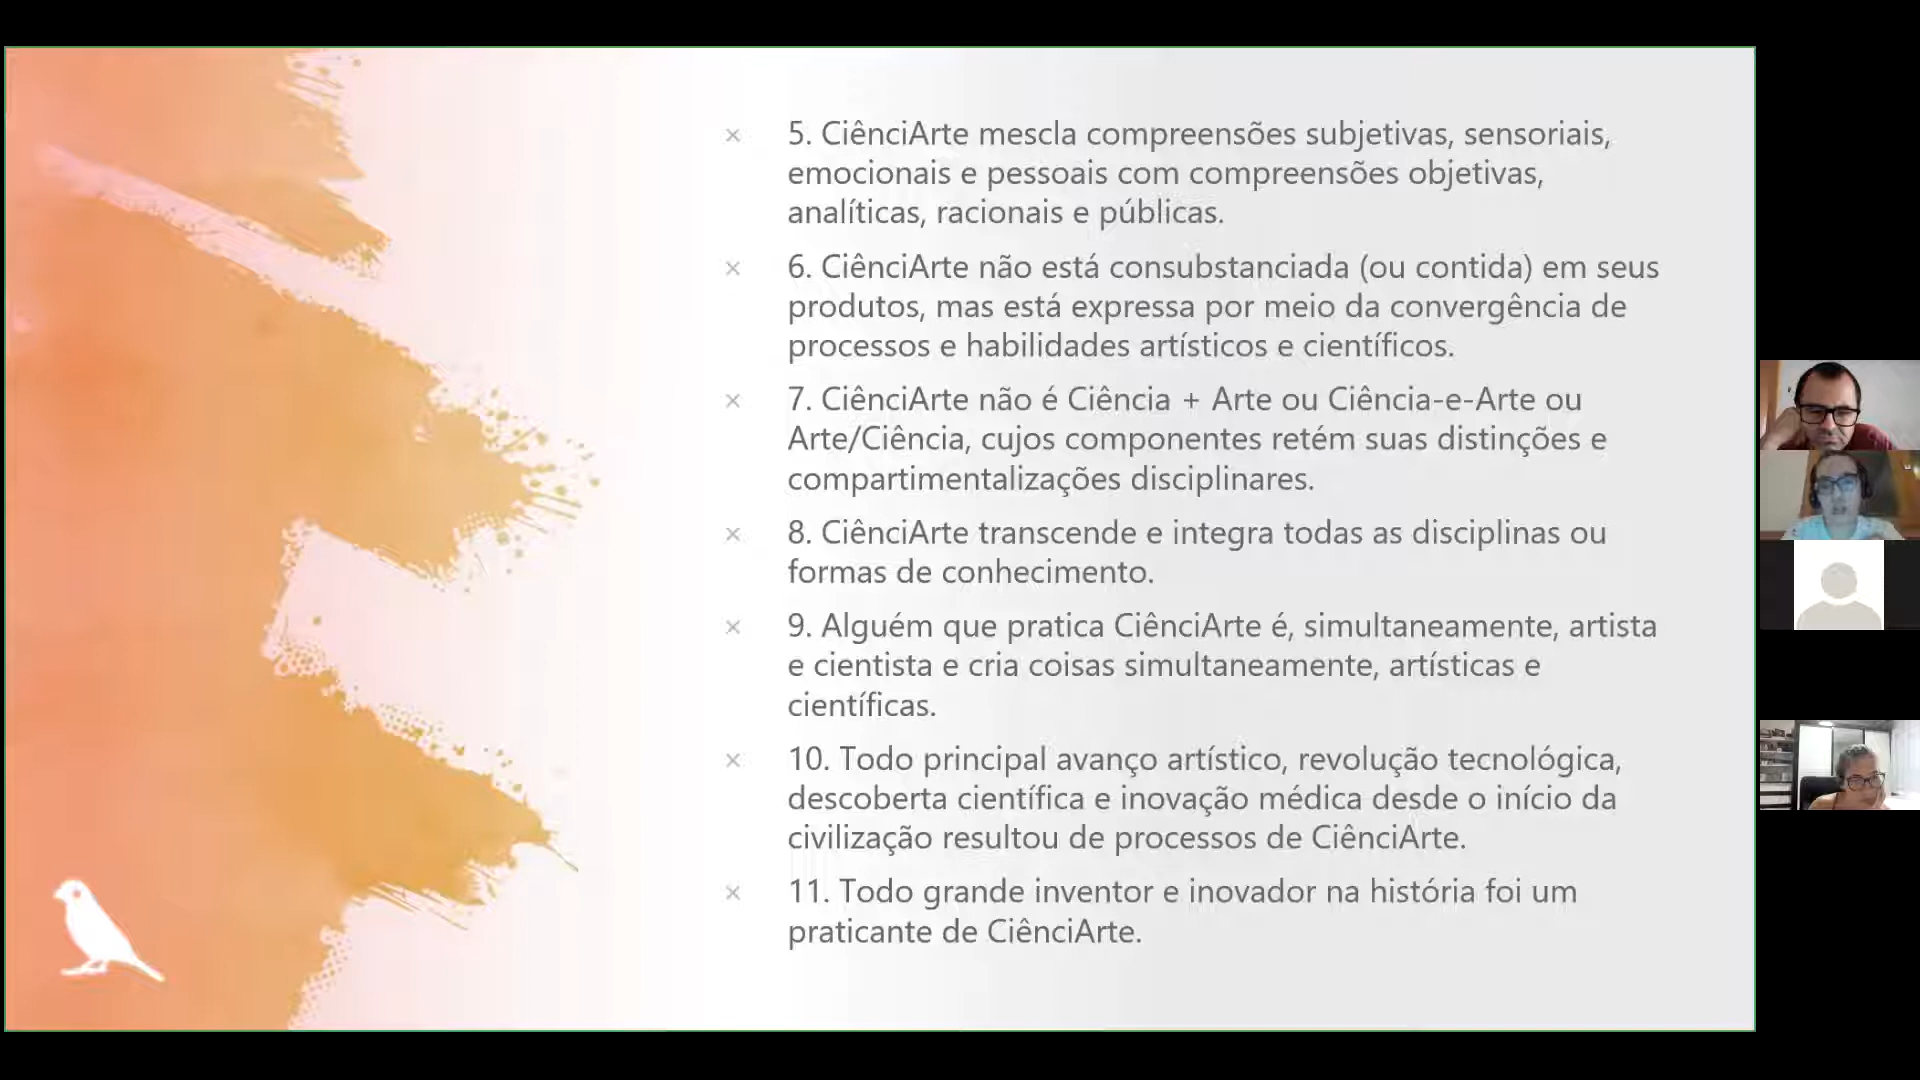 × 5. CiênciArte mescla compreensões subjetivas, sensoriais,
emocionais e pessoais com compreensões objetivas,
analíticas, racionais e públicas.
× 6. CiênciArte não está consubstanciada (ou contida) em seus
produtos, mas está expressa por meio da convergência de
processos e habilidades artísticos e científicos.
× 7. CiênciArte não é Ciência + Arte ou Ciência-e-Arte ou
Arte/Ciência, cujos componentes retém suas distinções e
compartimentalizações disciplinares.
× 8. CiênciArte transcende e integra todas as disciplinas ou
formas de conhecimento.
× 9. Alguém que pratica CiênciArte é, simultaneamente, artista
e cientista e cria coisas simultaneamente, artísticas e
científicas.
× 10. Todo principal avanço artístico, revolução tecnológica,
descoberta científica e inovação médica desde o início da
civilização resultou de processos de CiênciArte.
× 11. Todo grande inventor e inovador na história foi um
praticante de CiênciArte.